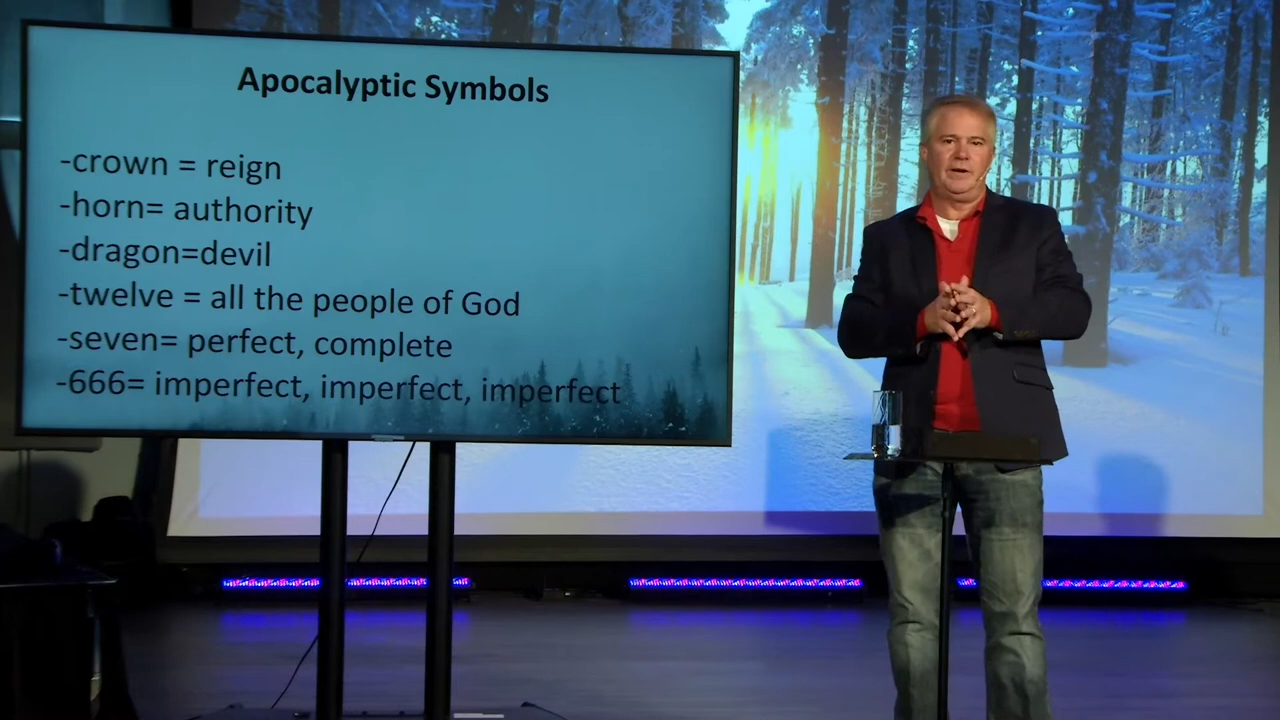 Apocalyptic Symbols
-crown = reign
-horn= authority
-dragon=devil
-twelve = all the people of God
-seven= perfect, complete
-666= imperfect, imperfect, imperfect